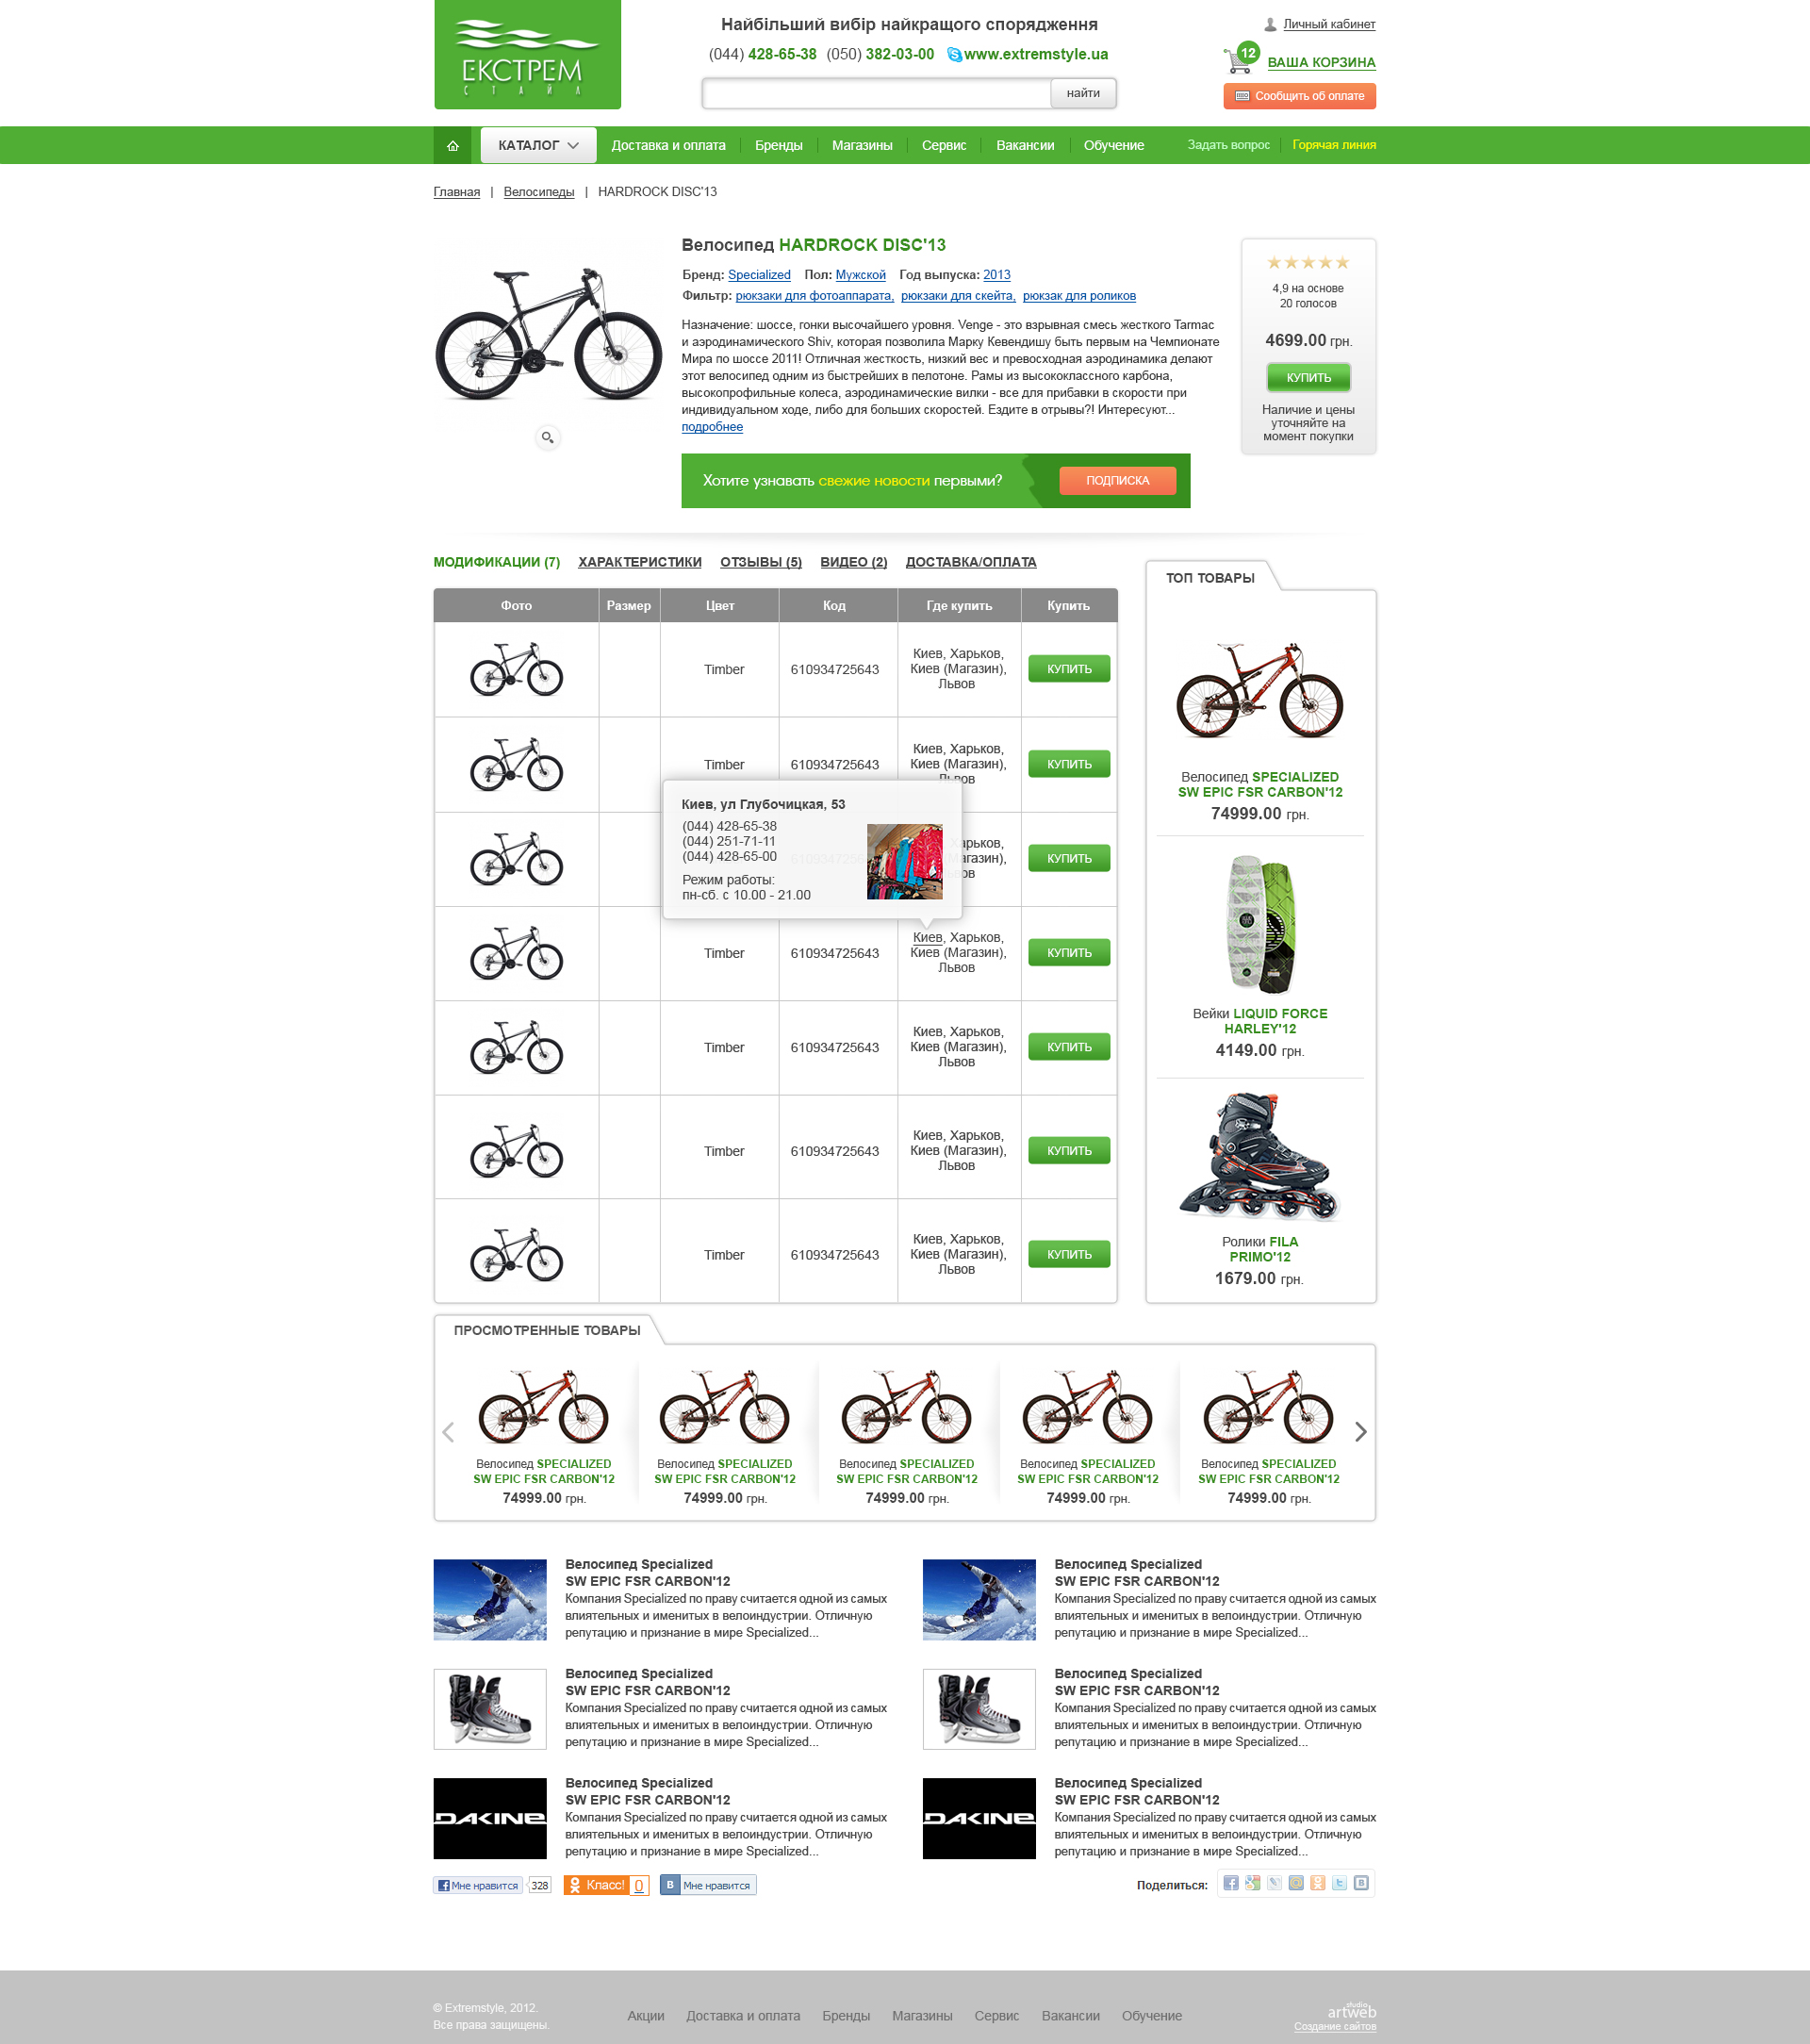 ЕКСТРЕМ
СТАЙЛ
Найбільший вибір найкращого спорядження
(044) 428-65-38 (050) 382-03-00 www.extremstyle.ua
найти
Личный кабинет
12
ВАША КОРЗИНА
Сообщить об оплате
КАТАЛОГ Доставка и оплата Бренды Магазины Сервис Вакансии Обучение Задать вопрос Горячая линия
Главная | Велосипеды | HARDROCK DISC'13
Велосипед HARDROCK DISC'13
Бренд: Specialized Пол: Мужской Год выпуска: 2013
Фильтр: рюкзаки для фотоаппарата, рюкзаки для скейта, рюкзак для роликов
Назначение: шоссе, гонки высочайшего уровня. Venge - это взрывная смесь жесткого Tarmac
и аэродинамического Shiv, которая позволила Марку Кевендишу быть первым на Чемпионате
Мира по шоссе 2011! Отличная жесткость, низкий вес и превосходная аэродинамика делают
этот велосипед одним из быстрейших в пелотоне. Рамы из высококлассного карбона,
высокопрофильные колеса, аэродинамические вилки - все для прибавки в скорости при
индивидуальном ходе, либо для больших скоростей. Ездите в отрывы?! Интересуют...
подробнее
4,9 на основе
20 голосов
4699.00 грн.
КУПИТЬ
Наличие и цены
уточняйте на
момент покупки
Хотите узнавать свежие новости первыми?
ПОДПИСКА
МОДИФИКАЦИИ (7) ХАРАКТЕРИСТИКИ ОТЗЫВЫ (5) ВИДЕО (2) ДОСТАВКА/ОПЛАТА
Фото Размер Цвет Код Где купить Купить
Timber 610934725643
Киев, Харьков,
Киев (Магазин),
Львов
КУПИТЬ
Timber 610934725643
Киев, Харьков,
Киев (Магазин),
Львов
КУПИТЬ
Киев, ул Глубочицкая, 53
(044) 428-65-38
(044) 251-71-11
(044) 428-65-00
Режим работы:
пн-сб. с 10.00 - 21.00
КУПИТЬ
Timber 610934725643
Киев, Харьков,
Киев (Магазин),
Львов
КУПИТЬ
Timber 610934725643
Киев, Харьков,
Киев (Магазин),
Львов
КУПИТЬ
Timber 610934725643
Киев, Харьков,
Киев (Магазин),
Львов
КУПИТЬ
Timber 610934725643
Киев, Харьков,
Киев (Магазин),
Львов
КУПИТЬ
ТОП ТОВАРЫ
Велосипед SPECIALIZED
SW EPIC FSR CARBON'12
74999.00 грн.
Вейки LIQUID FORCE
HARLEY'12
4149.00 грн.
Ролики FILA
PRIMO'12
1679.00 грн.
ПРОСМОТРЕННЫЕ ТОВАРЫ
Велосипед SPECIALIZED
SW EPIC FSR CARBON'12
74999.00 грн.
Велосипед SPECIALIZED
SW EPIC FSR CARBON'12
74999.00 грн.
Велосипед SPECIALIZED
SW EPIC FSR CARBON'12
74999.00 грн.
Велосипед SPECIALIZED
SW EPIC FSR CARBON'12
74999.00 грн.
Велосипед SPECIALIZED
SW EPIC FSR CARBON'12
74999.00 грн.
Велосипед Specialized
SW EPIC FSR CARBON'12
Компания Specialized по праву считается одной из самых
влиятельных и именитых в велоиндустрии. Отличную
репутацию и признание в мире Specialized...
Велосипед Specialized
SW EPIC FSR CARBON'12
Компания Specialized по праву считается одной из самых
влиятельных и именитых в велоиндустрии. Отличную
репутацию и признание в мире Specialized...
Велосипед Specialized
SW EPIC FSR CARBON'12
Компания Specialized по праву считается одной из самых
влиятельных и именитых в велоиндустрии. Отличную
репутацию и признание в мире Specialized...
Велосипед Specialized
SW EPIC FSR CARBON'12
Компания Specialized по праву считается одной из самых
влиятельных и именитых в велоиндустрии. Отличную
репутацию и признание в мире Specialized...
DAKINE
Велосипед Specialized
SW EPIC FSR CARBON'12
Компания Specialized по праву считается одной из самых
влиятельных и именитых в велоиндустрии. Отличную
репутацию и признание в мире Specialized...
DAKINE
Велосипед Specialized
SW EPIC FSR CARBON'12
Компания Specialized по праву считается одной из самых
влиятельных и именитых в велоиндустрии. Отличную
репутацию и признание в мире Specialized...
Мне нравится 328 Класс! 0 В Мне нравится
Поделиться:
© Extremstyle, 2012.
Все права защищены.
Акции Доставка и оплата Бренды Магазины Сервис Вакансии Обучение
studio
artweb
Создание сайтов